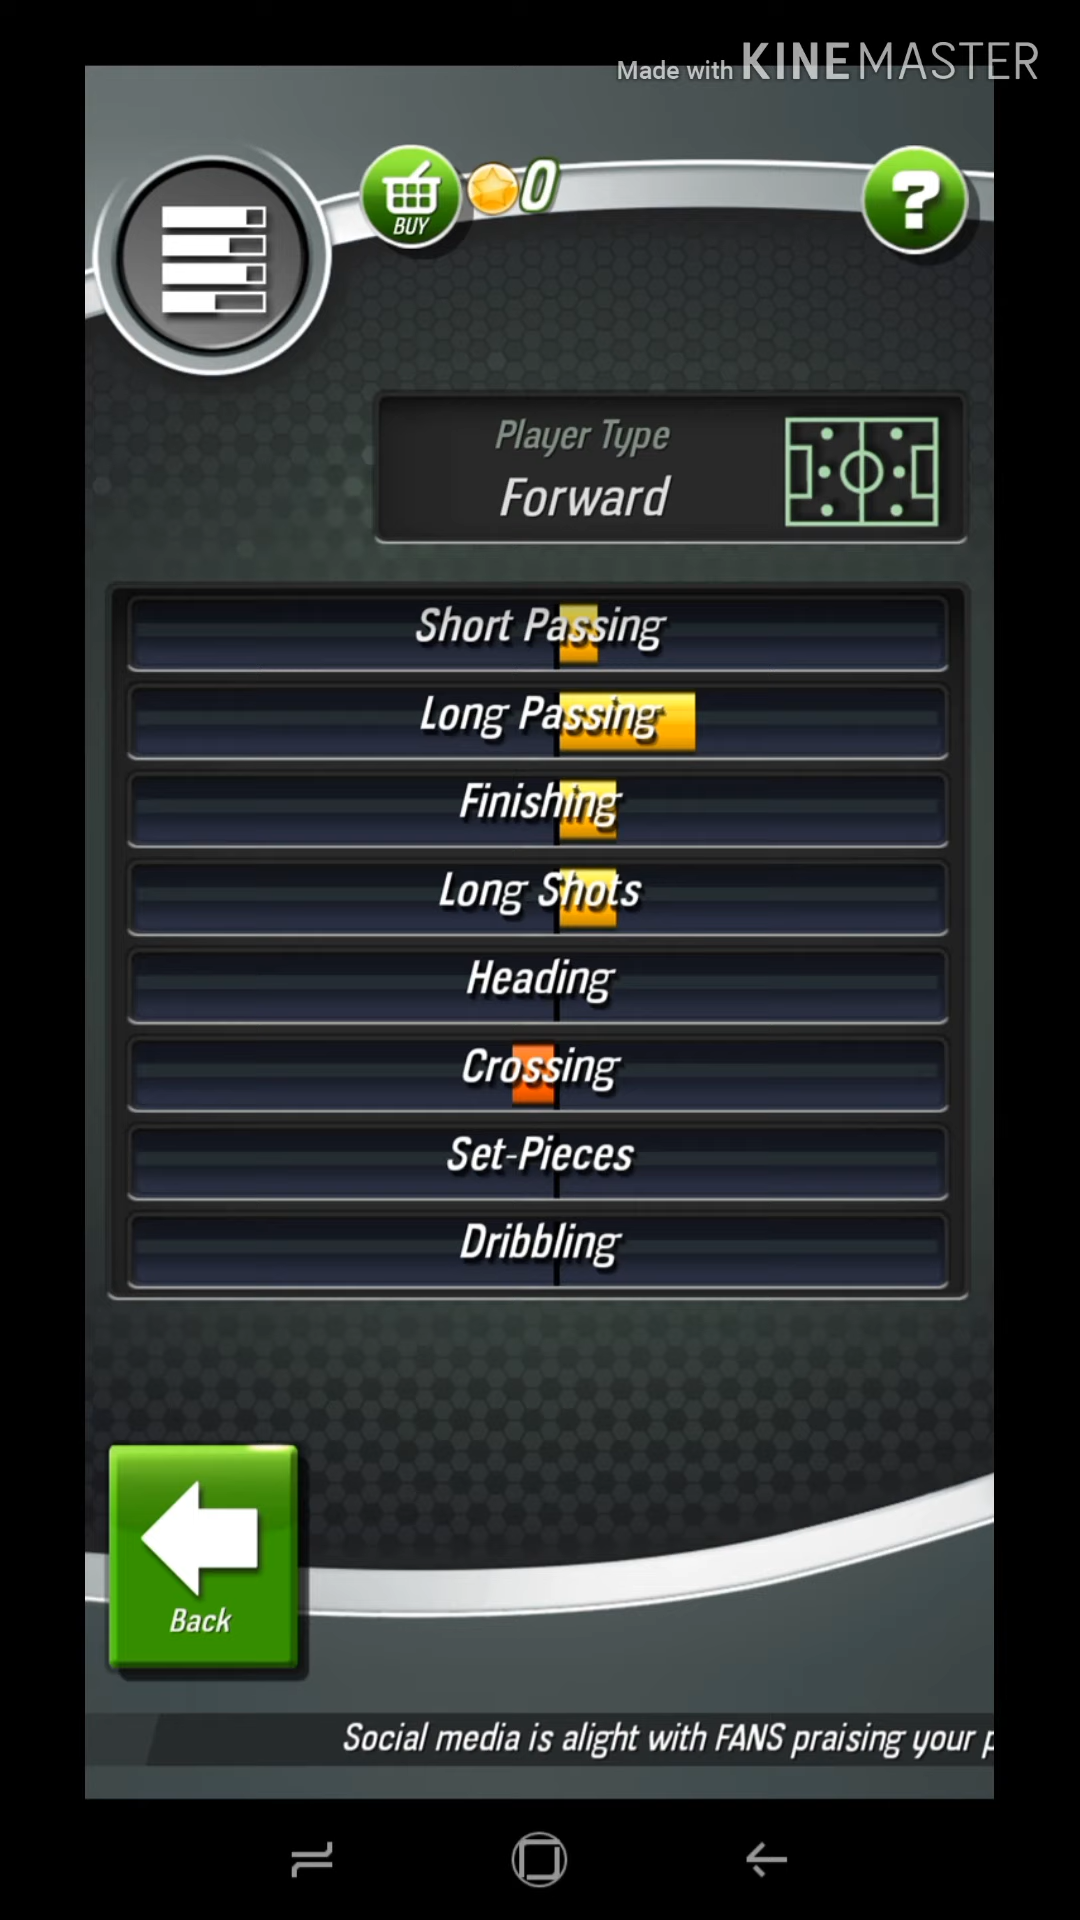 Made with KINEMASTER
BUY
0
?
Player Type
Forward
Short Passing
Long Passing
Finishing
Long Shots
Heading
Crossing
Set-Pieces
Dribbling
Back
Social media is alight with FANS praising your